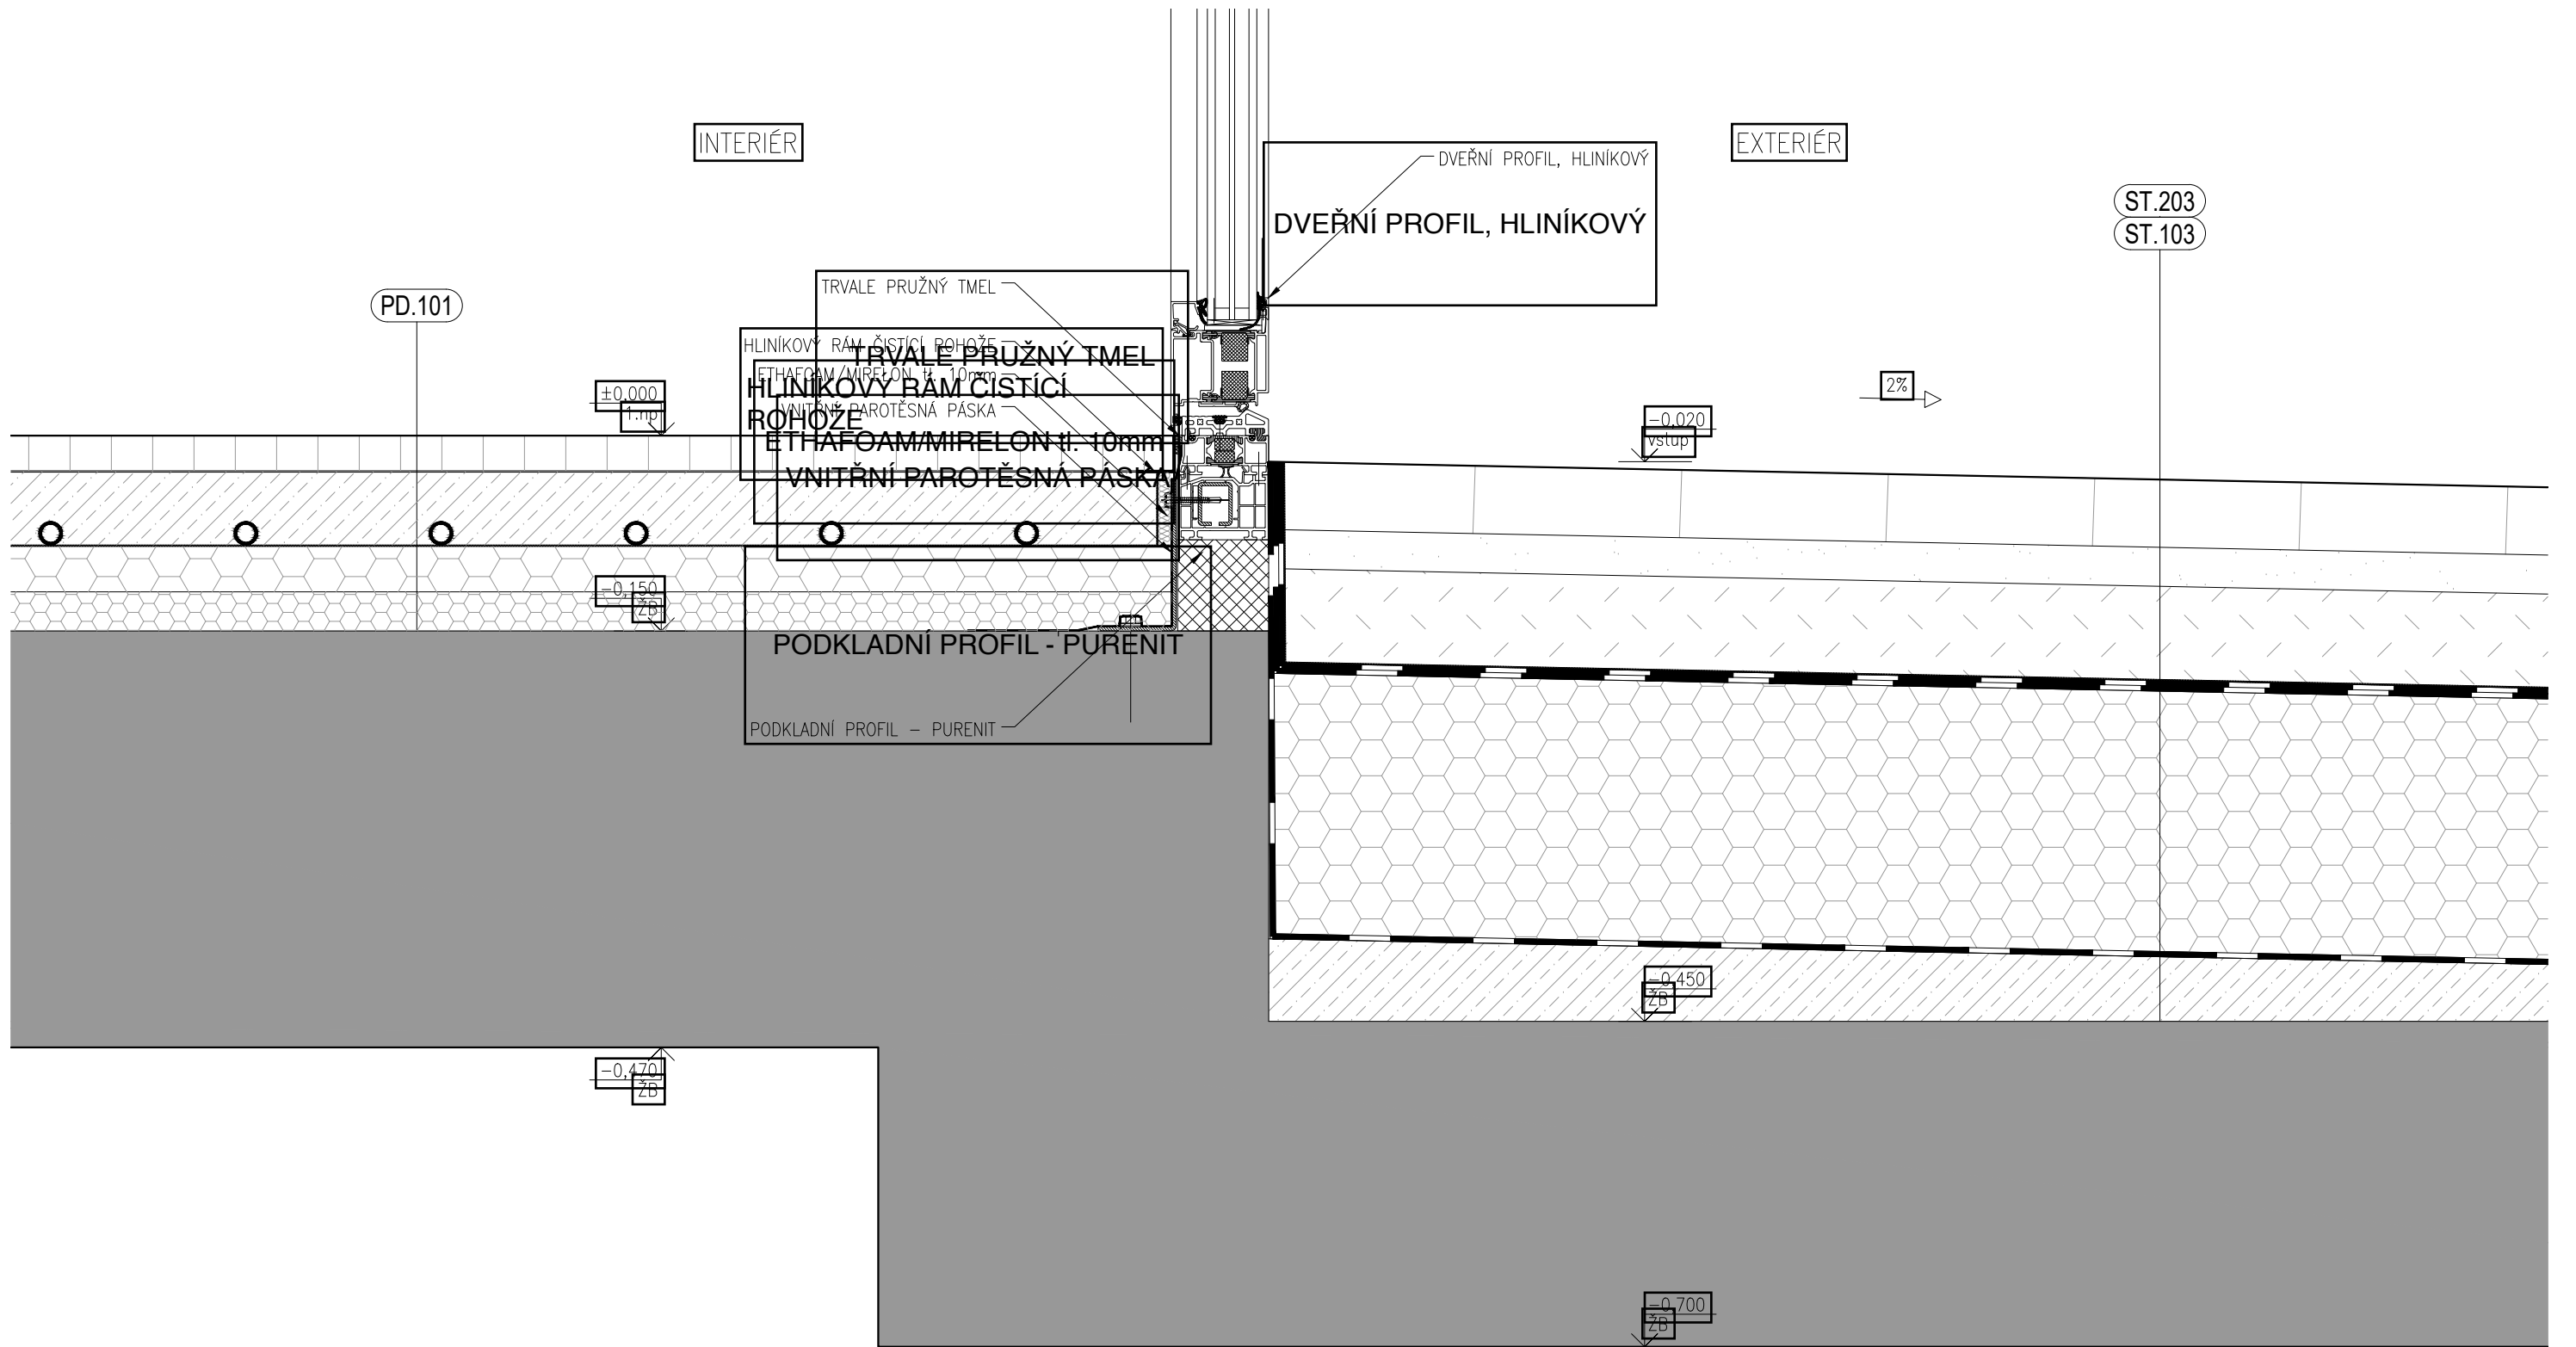 INTERIÉR
EXTERIÉR
DVEŘNÍ PROFIL, HLINÍKOVÝ
DVEŘNÍ PROFIL, HLINÍKOVÝ
ST.203
ST.103
PD.101
TRVALE PRUŽNÝ TMEL
HLINÍKOVÝ RÁM ČISTÍCÍ ROHOŽE
TRVALE PRUŽNÝ TMEL
ETHAFOAM/MIRELON tl. 10mm
HLINÍKOVÝ RÁM ČISTÍCÍ
ROHOŽE
VNITŘNÍ PAROTĚSNÁ PÁSKA
ETHAFOAM/MIRELON tl. 10mm
VNITŘNÍ PAROTĚSNÁ PÁSKA
±0,000
1.np
2%
-0,020
vstup
-0,150
ŽB
PODKLADNÍ PROFIL - PURENIT
PODKLADNÍ PROFIL – PURENIT
-0,450
ŽB
-0,470
ŽB
-0,700
ŽB